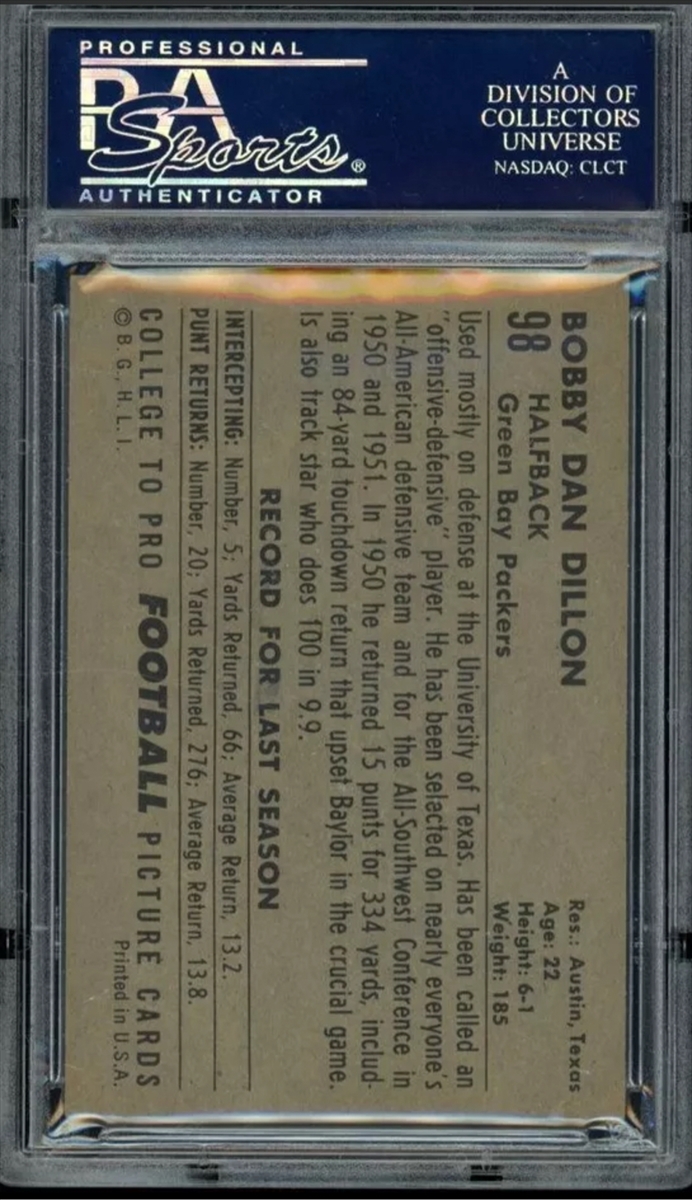 PROFESSIONAL
PSA
Sports®
AUTHENTICATOR
A
DIVISION OF
COLLECTORS
UNIVERSE
NASDAQ: CLCT
BOBBY DAN DILLON
98
HALFBACK
Green Bay Packers
Res.: Austin, Texas
Age: 22
Height: 6-1
Weight: 185
Used mostly on defense at the University of Texas. Has been called an
"offensive-defensive" player. He has been selected on nearly everyone's
All-American defensive team and for the All-Southwest Conference in
1950 and 1951. In 1950 he returned 15 punts for 334 yards, includ-
ing an 84-yard touchdown return that upset Baylor in the crucial game.
Is also track star who does 100 in 9.9.
RECORD FOR LAST SEASON
INTERCEPTING: Number, 5; Yards Returned, 66; Average Return, 13.2.
PUNT RETURNS: Number, 20; Yards Returned, 276; Average Return, 13.8.
COLLEGE TO PRO FOOTBALL PICTURE CARDS
© B. G., H. L. I.
Printed in U.S.A.